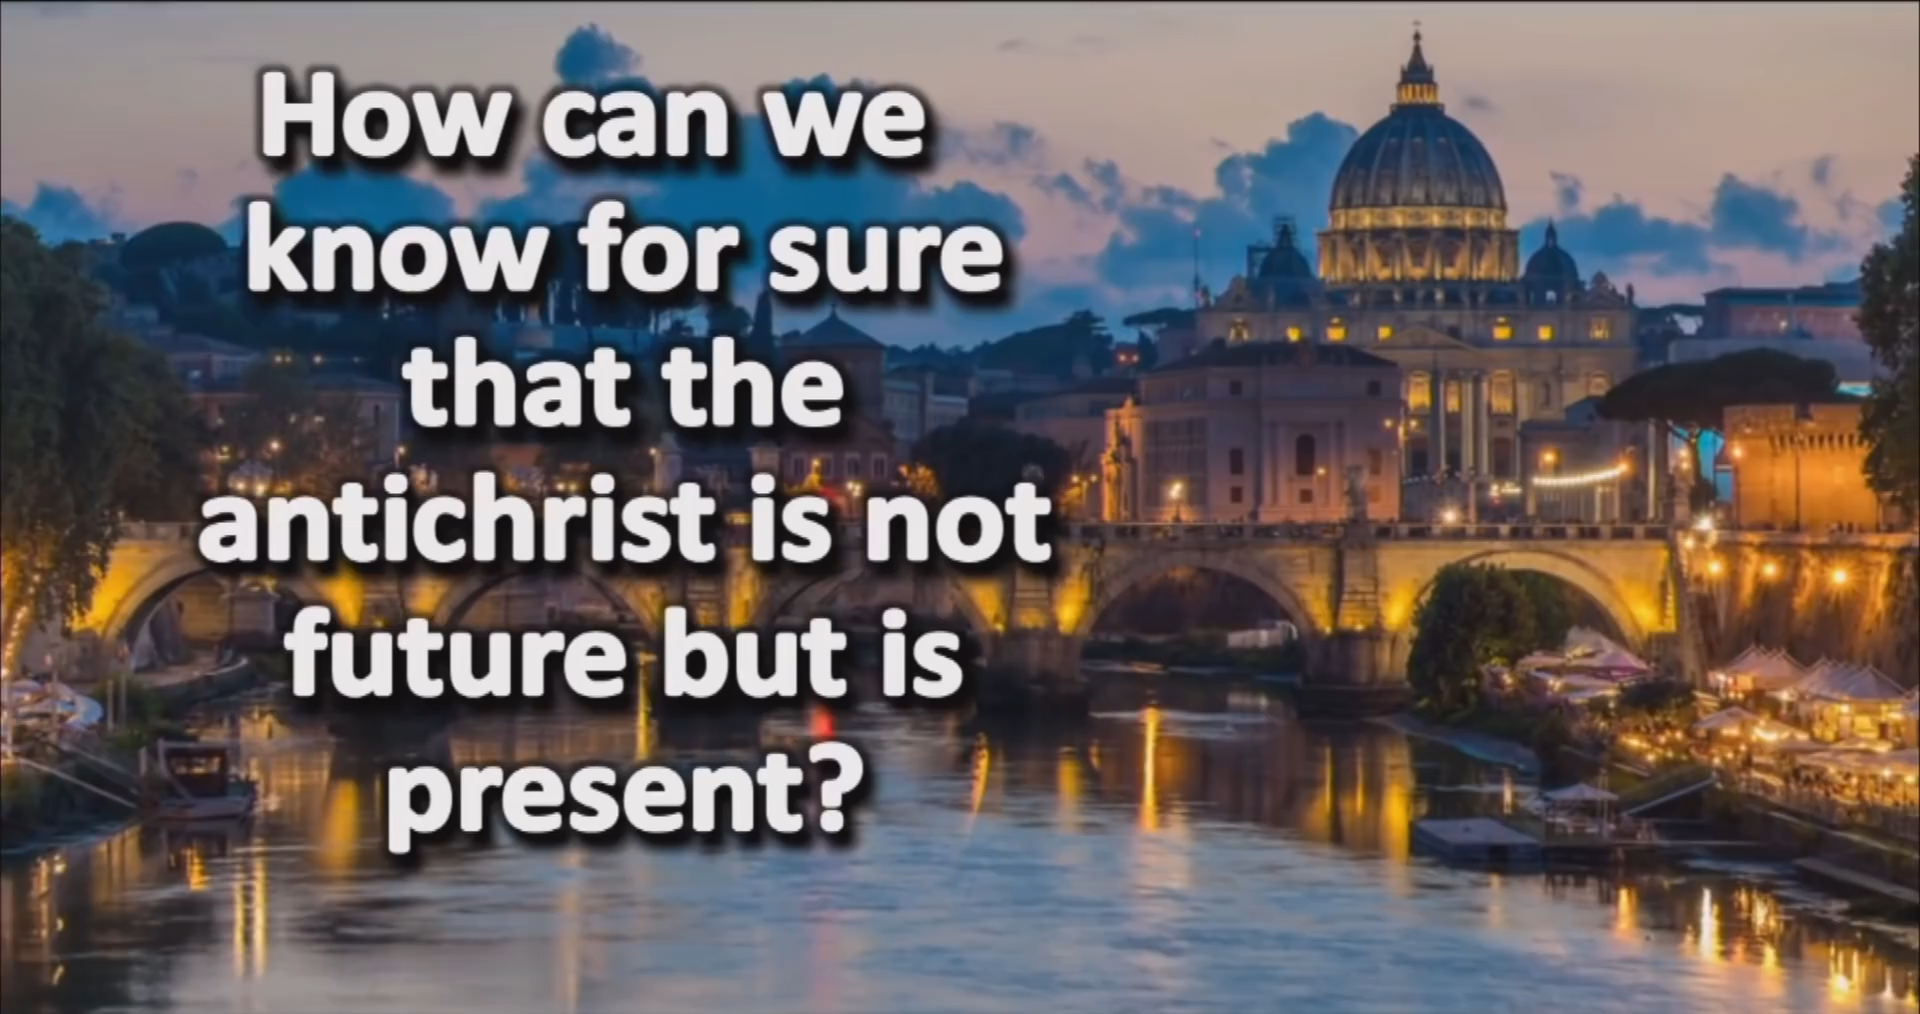 How can we
know for sure
that the
antichrist is not
future but is
present?